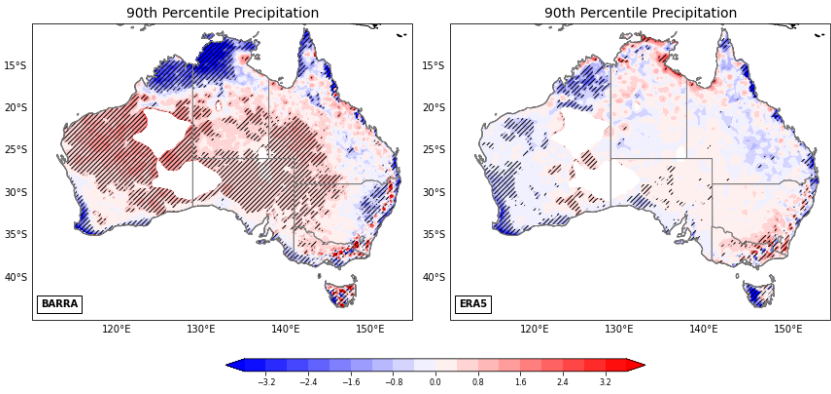 90th Percentile Precipitation
90th Percentile Precipitation
15°S
20°S
25°S
30°S
35°S
40°S
BARRA
120°E 130°E 140°E 150°E
15°S
20°S
25°S
30°S
35°S
40°S
ERA5
120°E 130°E 140°E 150°E
−3.2 −2.4 −1.6 −0.8 0.0 0.8 1.6 2.4 3.2